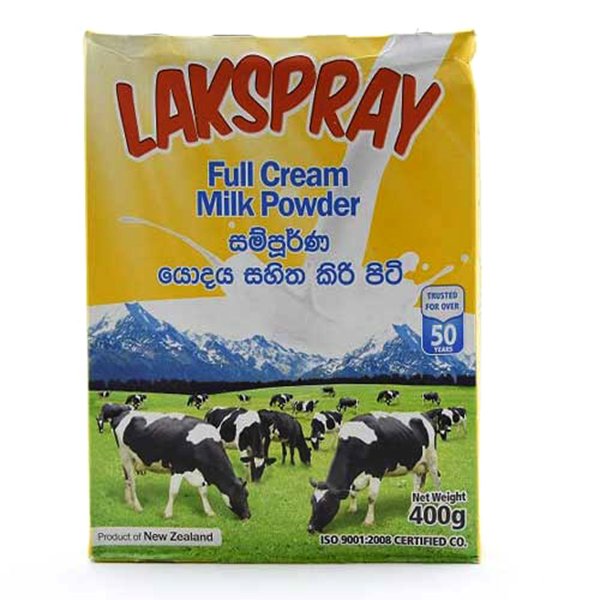 LAKSPRAY
Full Cream
Milk Powder
සම්පූර්ණ
යොදය සහිත කිරි පිටි
TRUSTED
FOR OVER
50
YEARS
Net Weight
400g
Product of New Zealand
ISO 9001:2008 CERTIFIED CO.